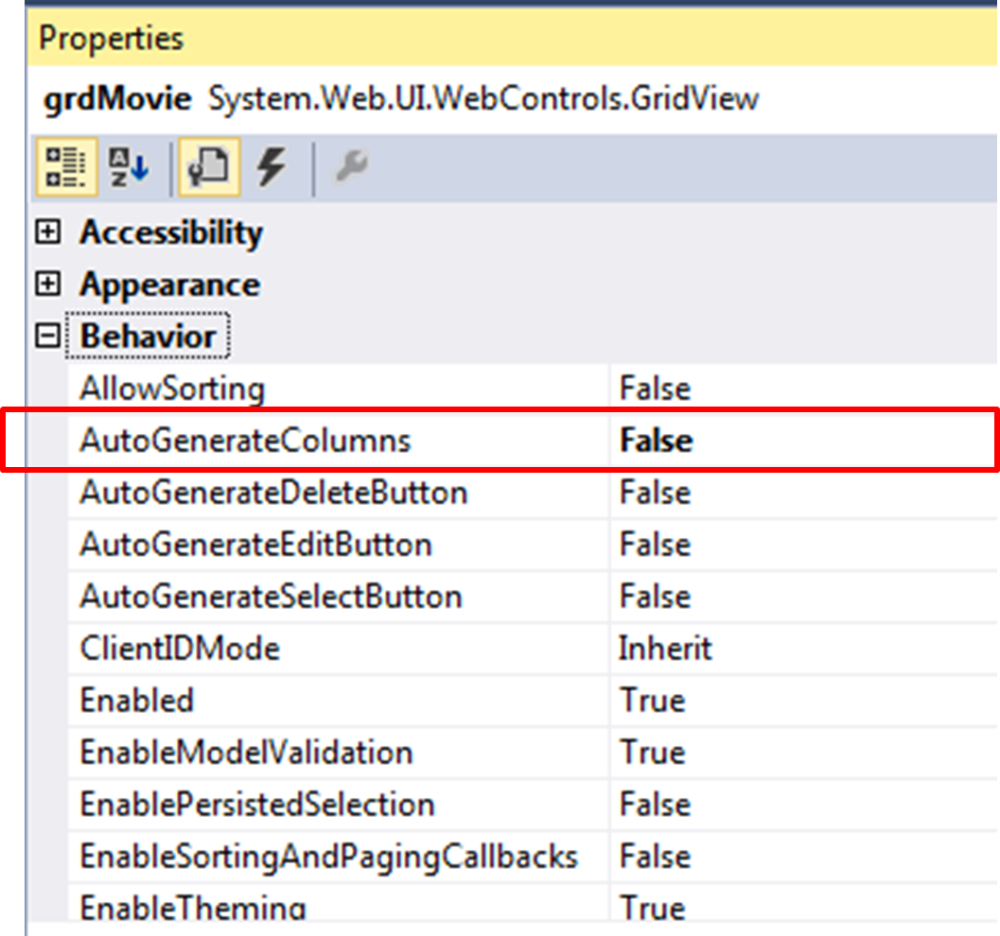 Properties
grdMovie System.Web.UI.WebControls.GridView
Accessibility
Appearance
Behavior
AllowSorting False
AutoGenerateColumns False
AutoGenerateDeleteButton False
AutoGenerateEditButton False
AutoGenerateSelectButton False
ClientIDMode Inherit
Enabled True
EnableModelValidation True
EnablePersistedSelection False
EnableSortingAndPagingCallbacks False
EnableTheming True